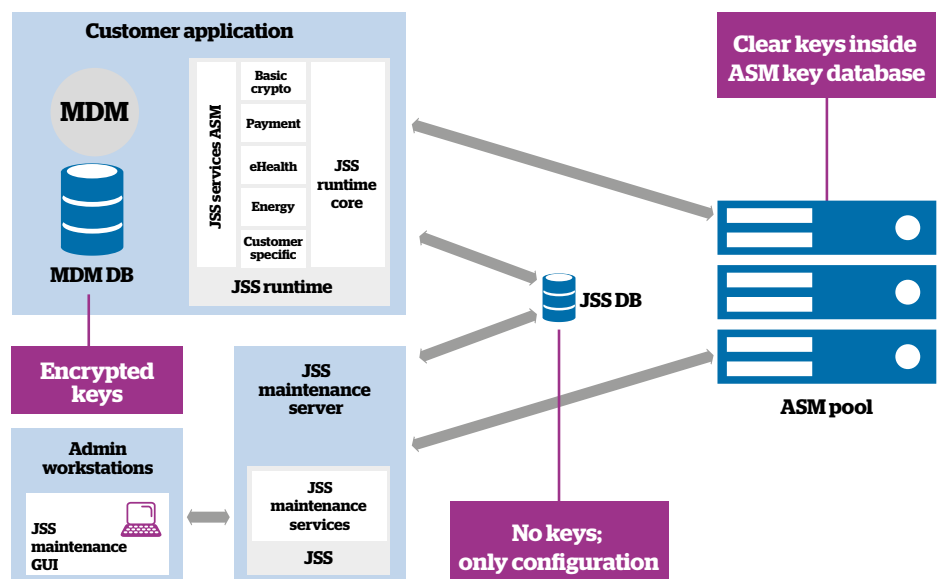 Customer application
MDM
MDM DB
JSS services ASM
Basic
crypto
Payment
eHealth
Energy
Customer
specific
JSS
runtime
core
JSS runtime
Clear keys inside
ASM key database
JSS DB
ASM pool
Encrypted
keys
JSS
maintenance
server
JSS
maintenance
services
JSS
Admin
workstations
JSS
maintenance
GUI
No keys;
only configuration